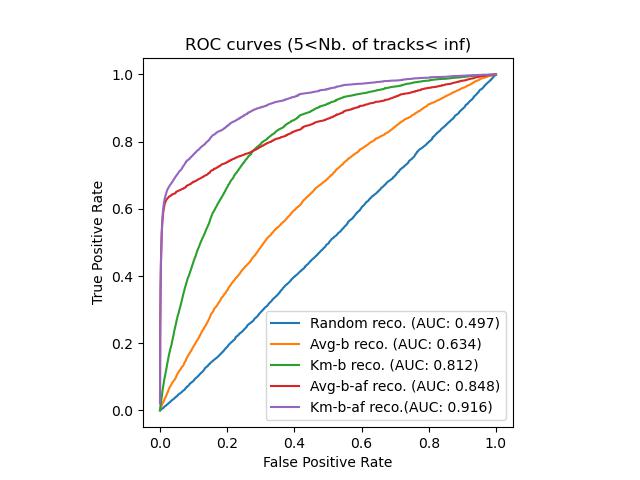 ROC curves (5<Nb. of tracks< inf)
True Positive Rate
1.0
0.8
0.6
0.4
0.2
0.0
Random reco. (AUC: 0.497)
Avg-b reco. (AUC: 0.634)
Km-b reco. (AUC: 0.812)
Avg-b-af reco. (AUC: 0.848)
Km-b-af reco.(AUC: 0.916)
0.0 0.2 0.4 0.6 0.8 1.0
False Positive Rate